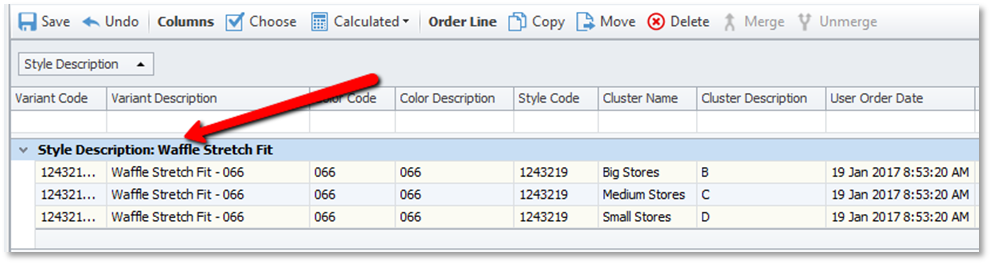 Save Undo Columns Choose Calculated Order Line Copy Move Delete Merge Unmerge
Style Description
Variant Code Variant Description Code Color Description Style Code Cluster Name Cluster Description User Order Date
Style Description: Waffle Stretch Fit
124321... Waffle Stretch Fit - 066 066 066 1243219 Big Stores B 19 Jan 2017 8:53:20 AM
124321... Waffle Stretch Fit - 066 066 066 1243219 Medium Stores C 19 Jan 2017 8:53:20 AM
124321... Waffle Stretch Fit - 066 066 066 1243219 Small Stores D 19 Jan 2017 8:53:20 AM